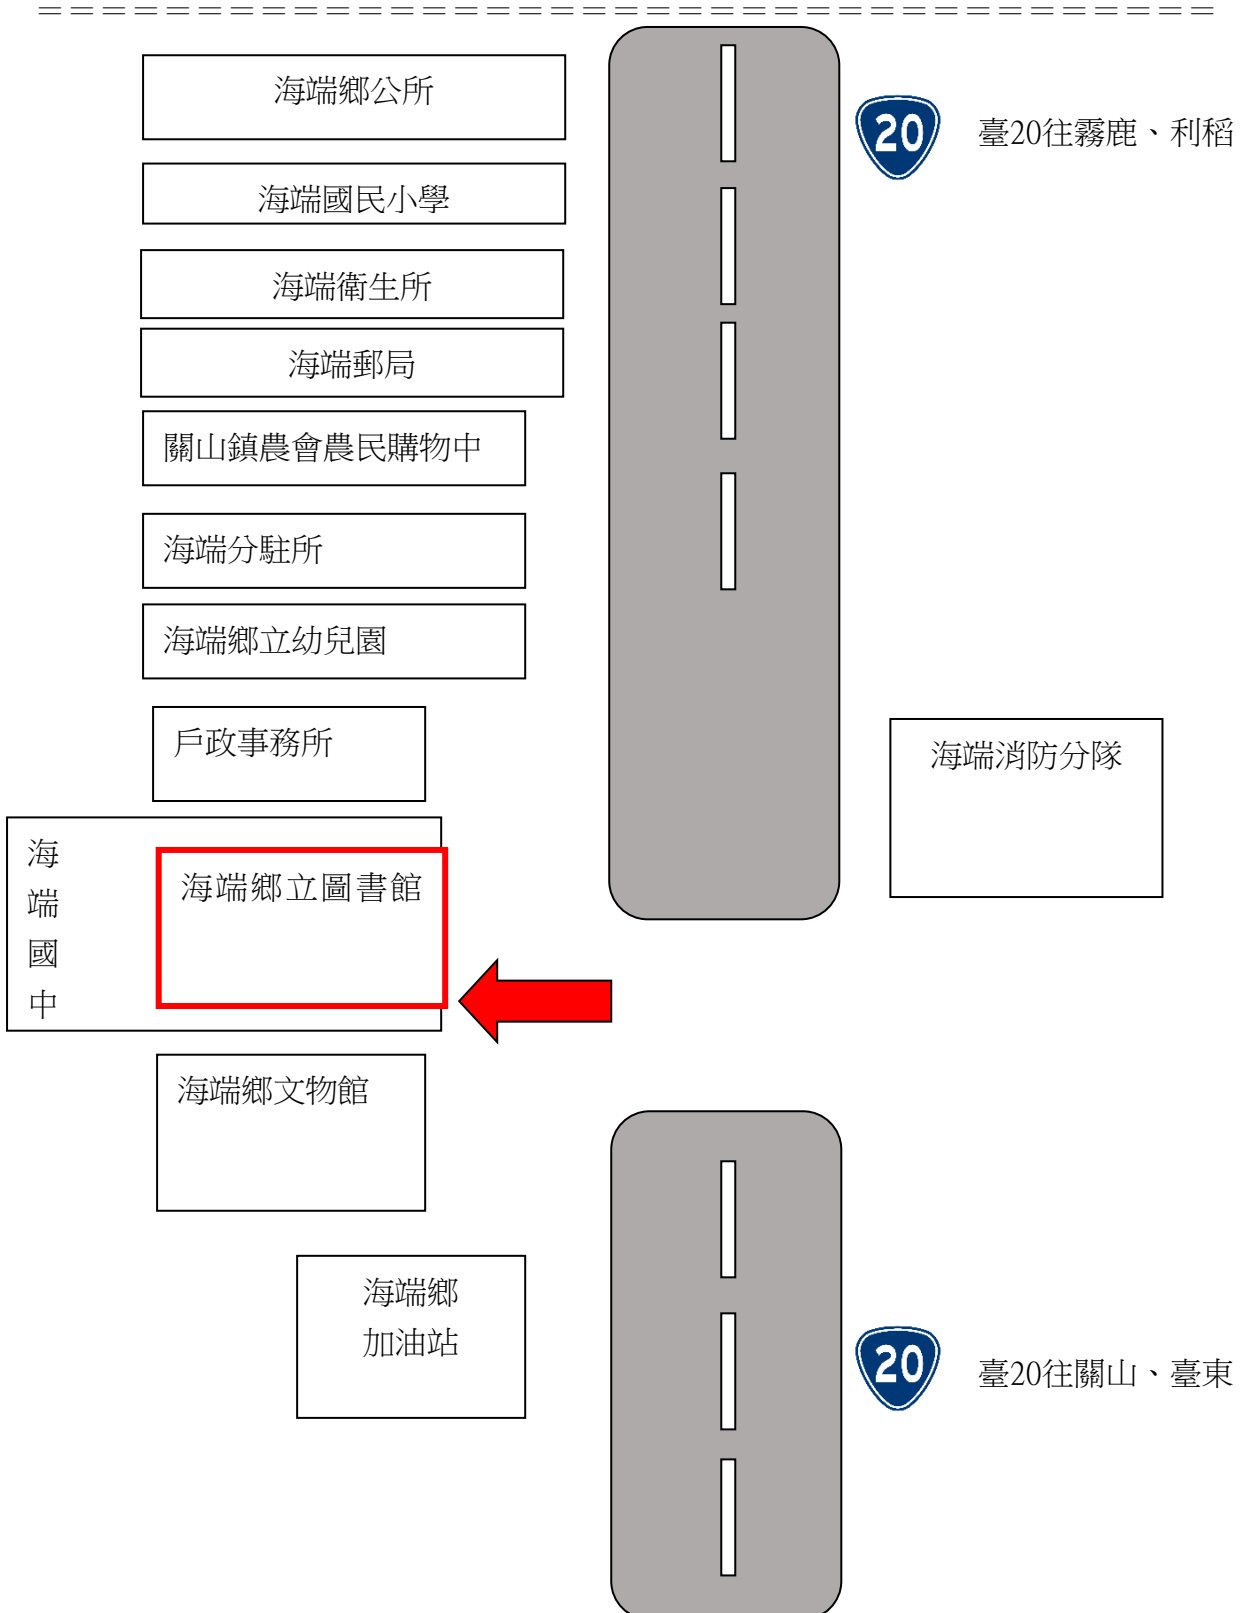 ====================================
海端鄉公所
20
臺20往霧鹿、利稻
海端國民小學
海端衛生所
海端郵局
關山鎮農會農民購物中
海端分駐所
海端鄉立幼兒園
戶政事務所
海端消防分隊
海
端
國
中
海端鄉立圖書館
海端鄉文物館
海端鄉
加油站
20
臺20往關山、臺東